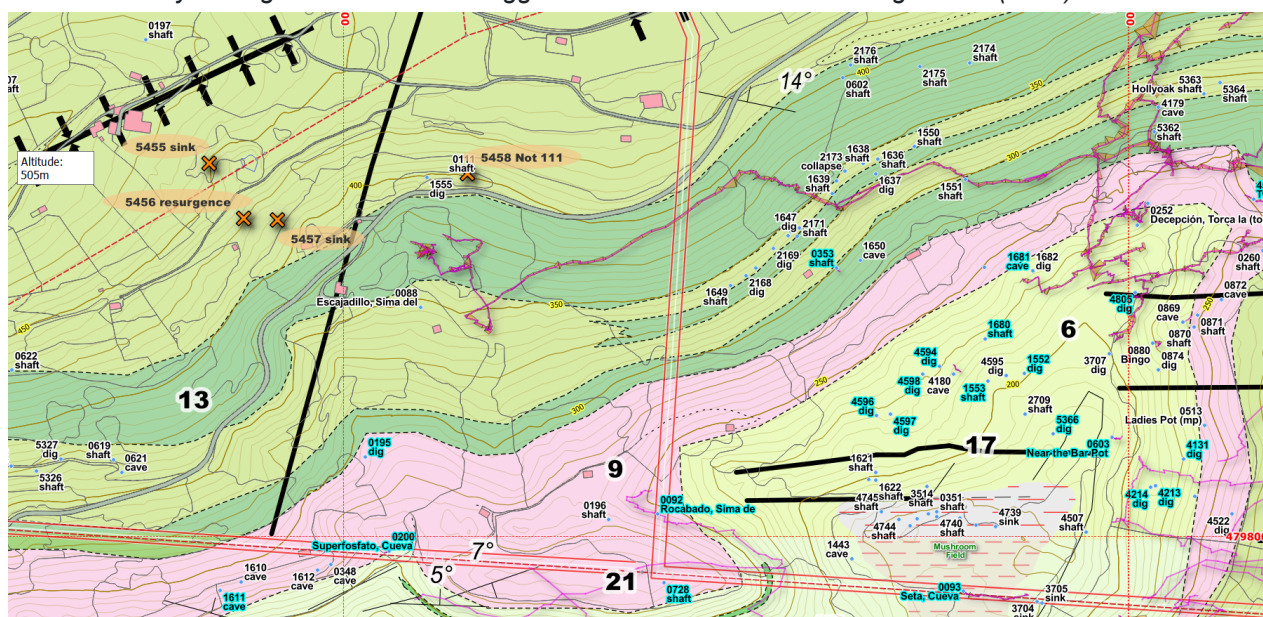 0197
shaft
00
00
2176
shaft
2174
shaft
2175
shaft
400
0602
shaft
14°
350
5363
shaft
Hollyoak
5364
shaft
4179
cave
5362
shaft
5455 sink
Altitude:
505m
0111
shaft
5458 Not 111
400
1555
dig
1550
shaft
1638
shaft
1636
shaft
2173
collapse
1639
shaft
1637
dig
300
1551
shaft
5456 resurgence
5457 sink
1647
dig
2171
shaft
0252
Decepción, Torca la (to
2169
dig
0353
shaft
1650
cave
1681
cave
1682
dig
0260
shaft
0088
Escajadillo, Sima del
350
1649
shaft
2168
dig
4805
dig
0872
cave
250
0869
cave
0871
shaft
450
1680
shaft
6
0870
shaft
0622
shaft
250
4594
dig
4595
dig
1552
dig
3707
dig
0880
Bingo
0874
dig
4598
dig
4180
cave
1553
shaft
200
13
4596
dig
4597
dig
2709
shaft
300
5366
dig
0513
Ladies Pot (mp)
0195
dig
17
0603
Near the Bar Pot
4131
dig
5327
dig
0619
shaft
0621
cave
5326
shaft
9
1621
shaft
1622
shaft
4745
shaft
3514
shaft
0351
shaft
4214
dig
4213
dig
0196
shaft
0092
Rocabado, Sima de
4744
shaft
4740
shaft
4739
sink
4507
shaft
4522
dig
479800
0200
Superfosfato, Cueva
7°
Mushroom
Field
1443
cave
1610
cave
1612
cave
0348
cave
5°
21
1611
cave
0728
shaft
0093
Seta, Cueva
3705
sink
3704
sink